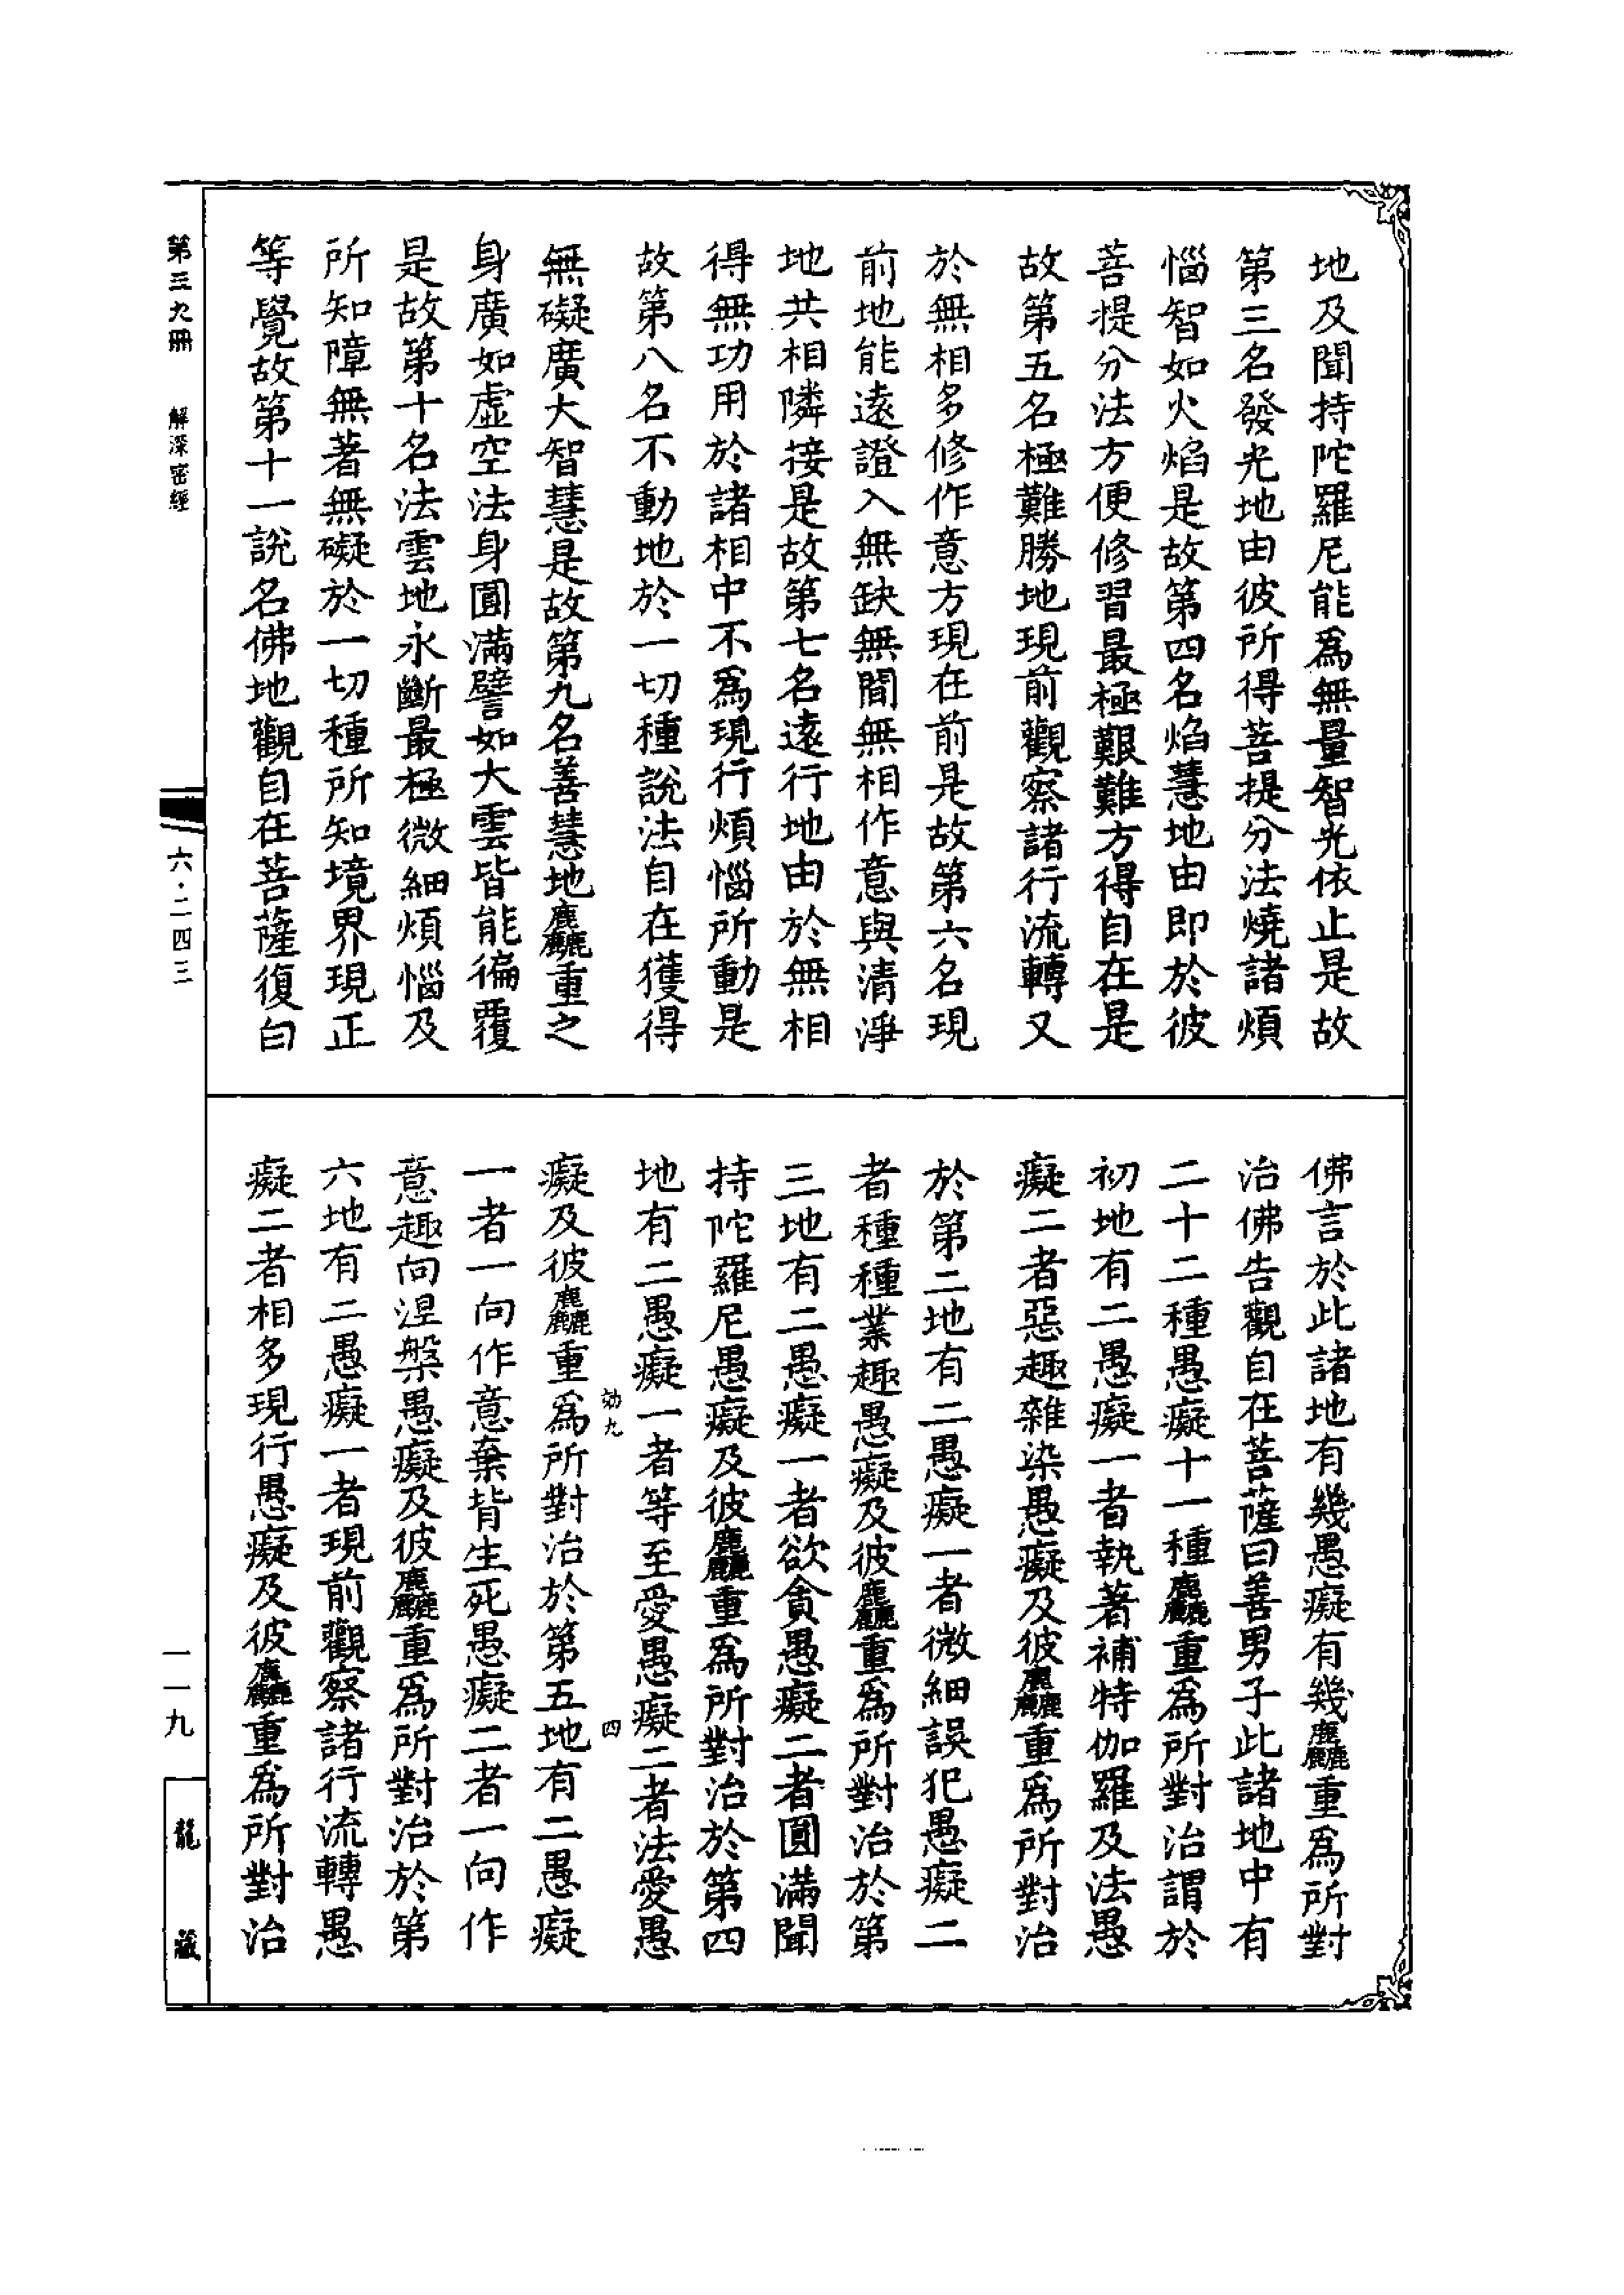 地及聞持陀羅尼能爲無量智光依止是故
第三名發光地由彼所得菩提分法燒諸煩
惱智如火焰是故第四名焰慧地由即於彼
菩提分法方便修習最極艱難方得自在是
故第五名極難勝地現前觀察諸行流轉又
於無相多修作意方現在前是故第六名現
前地能遠證入無缺無間無相作意與清淨
地共相隣接是故第七名遠行地由於無相
得無功用於諸相中不爲現行煩惱所動是
故第八名不動地於一切種說法自在獲得
無礙廣大智慧是故第九名善慧地麤重之
身廣如虛空法身圓滿譬如大雲皆能徧覆
是故第十名法雲地永斷最極微細煩惱及
所知障無著無礙於一切種所知境界現正
等覺故第十一說名佛地觀自在菩薩復白
佛言於此諸地有幾愚癡有幾麤重爲所對
治佛告觀自在菩薩曰善男子此諸地中有
二十二種愚癡十一種麤重爲所對治謂於
初地有二愚癡一者執著補特伽羅及法愚
癡二者惡趣雜染愚癡及彼麤重爲所對治
於第二地有二愚癡一者微細誤犯愚癡二
者種種業趣愚癡及彼麤重爲所對治於第
三地有二愚癡一者欲貪愚癡二者圓滿聞
持陀羅尼愚癡及彼麤重爲所對治於第四
地有二愚癡一者等至愛愚癡二者法愛愚
効九
四
癡及彼麤重爲所對治於第五地有二愚癡
一者一向作意棄背生死愚癡二者一向作
意趣向涅槃愚癡及彼麤重爲所對治於第
六地有二愚癡一者現前觀察諸行流轉愚
癡二者相多現行愚癡及彼麤重爲所對治
第三九冊
解深密經
六·二四三
一一九
龍藏